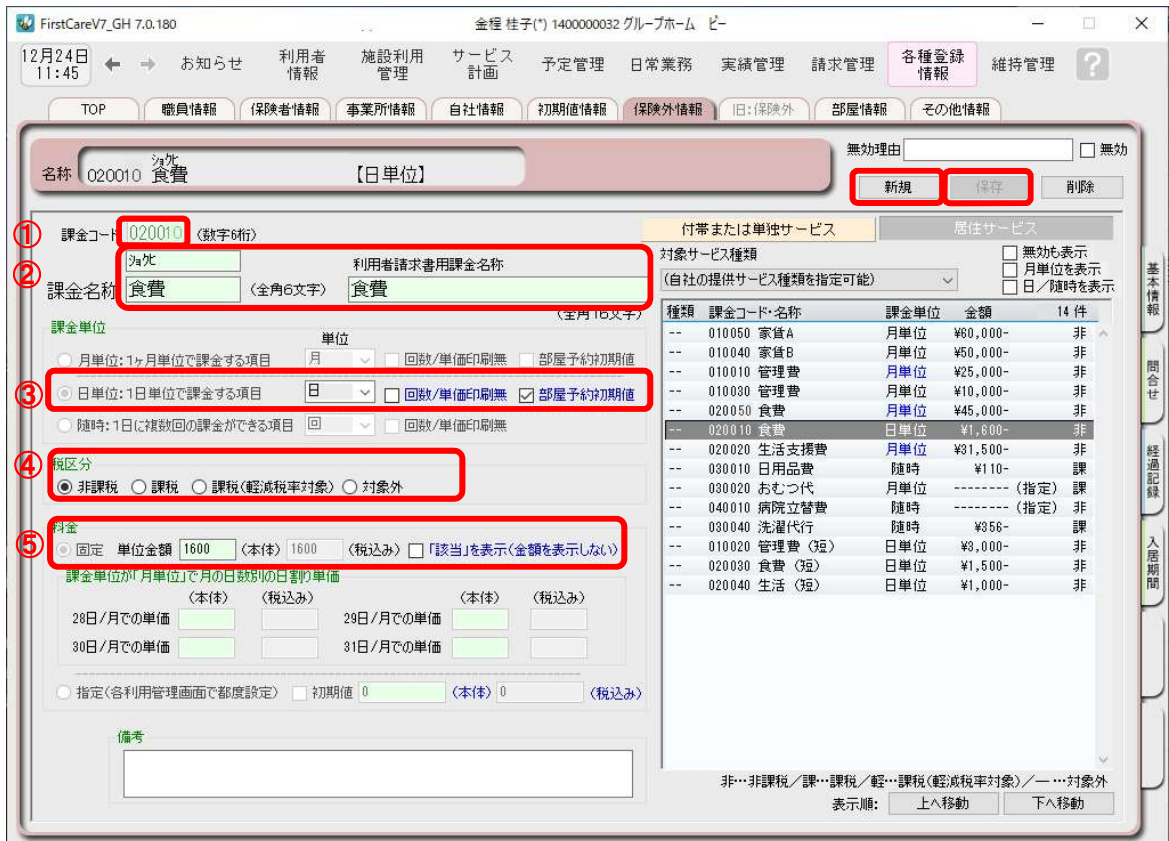 FirstCareV7_GH 7.0.180 金程 桂子(*) 1400000032 グループホーム ビー
12月24日 11:45 お知らせ 利用者情報 施設利用管理 サービス計画 予定管理 日常業務 実績管理 請求管理 各種登録情報 維持管理 ?
TOP 職員情報 保険者情報 事業所情報 自社情報 初期値情報 保険外情報 旧:保険外 部屋情報 その他情報
無効理由 無効
ショクヒ
名称 020010 食費 【日単位】
新規 保存 削除
① 課金コード 020010 (数字6桁)
② ショクヒ 利用者請求書用課金名称
課金名称 食費 (全角6文字) 食費
(全角16文字)
課金単位
単位
月単位:1ヶ月単位で課金する項目 月 回数/単価印刷無 部屋予約初期値
③ 日単位:1日単位で課金する項目 日 回数/単価印刷無 部屋予約初期値
随時:1日に複数回の課金ができる項目 回 回数/単価印刷無
④ 税区分
非課税 課税 課税(軽減税率対象) 対象外
⑤ 料金
固定 単位金額 1600 (本体) 1600 (税込み) 「該当」を表示(金額を表示しない)
課金単位が「月単位」で月の日数別の日割り単価
(本体) (税込み) (本体) (税込み)
28日/月での単価 29日/月での単価
30日/月での単価 31日/月での単価
指定(各利用管理画面で都度設定) 初期値 0 (本体) 0 (税込み)
備考
付帯または単独サービス 居住サービス
対象サービス種類
(自社の提供サービス種類を指定可能)
無効も表示
月単位を表示
日/随時を表示
種類 課金コード・名称 課金単位 金額 14 件
-- 010050 家賃A 月単位 ¥60,000- 非
-- 010040 家賃B 月単位 ¥50,000- 非
-- 010010 管理費 月単位 ¥25,000- 非
-- 010030 管理費 月単位 ¥10,000- 非
-- 020050 食費 月単位 ¥45,000- 非
-- 020010 食費 日単位 ¥1,600- 非
-- 020020 生活支援費 月単位 ¥31,500- 非
-- 030010 日用品費 随時 ¥110- 課
-- 030020 おむつ代 月単位 -------- (指定) 課
-- 040010 病院立替費 随時 -------- (指定) 非
-- 030040 洗濯代行 随時 ¥356- 課
-- 010020 管理費(短) 日単位 ¥3,000- 非
-- 020030 食費(短) 日単位 ¥1,500- 非
-- 020040 生活(短) 日単位 ¥1,000- 非
非…非課税/課…課税/軽…課税(軽減税率対象)/―…対象外
表示順: 上へ移動 下へ移動
基本情報
問合せ
経過記録
入居期間